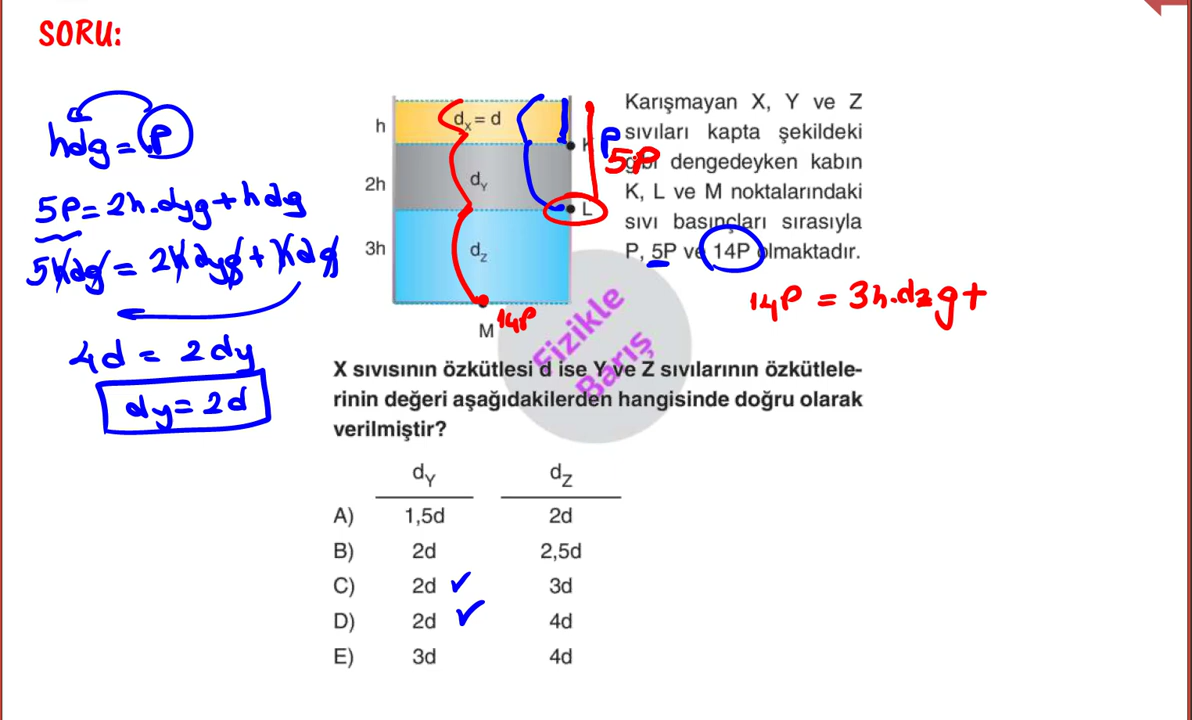 SORU:
hdg = P
5P = 2h.dyg + hdg
5hdg = 2hdyg + hdg
4d = 2dy
dy = 2d
h
2h
3h
dX = d
dY
dZ
K
L
M
P
5P
14P
Karışmayan X, Y ve Z
sıvıları kapta şekildeki
gibi dengedeyken kabın
K, L ve M noktalarındaki
sıvı basınçları sırasıyla
P, 5P ve 14P olmaktadır.
14P = 3h.dzg +
Fizikle
Barış
X sıvısının özkütlesi d ise Y ve Z sıvılarının özkütlele-
rinin değeri aşağıdakilerden hangisinde doğru olarak
verilmiştir?
dY dZ
A) 1,5d 2d
B) 2d 2,5d
C) 2d ✓ 3d
D) 2d ✓ 4d
E) 3d 4d